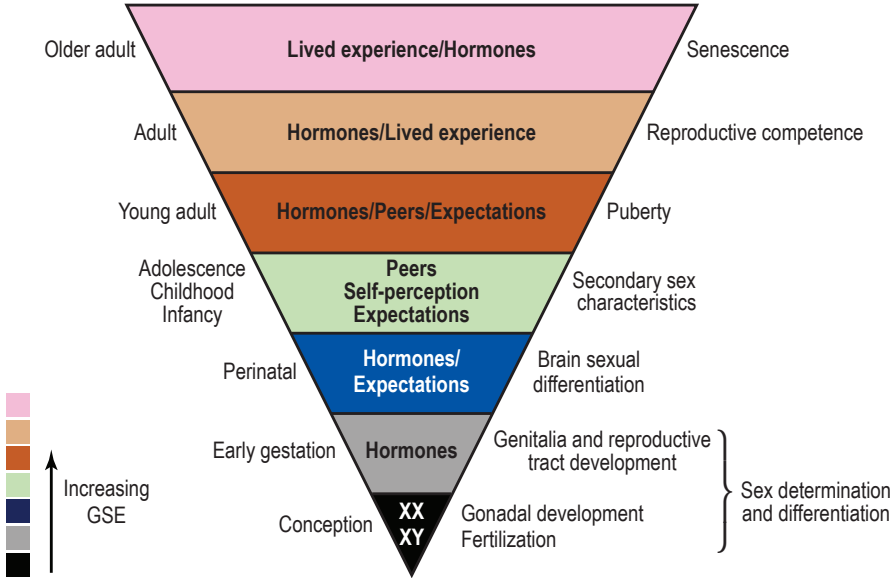 Older adult
Lived experience/Hormones
Senescence
Adult
Hormones/Lived experience
Reproductive competence
Young adult
Hormones/Peers/Expectations
Puberty
Adolescence
Childhood
Infancy
Peers
Self-perception
Expectations
Secondary sex
characteristics
Perinatal
Hormones/
Expectations
Brain sexual
differentiation
Early gestation
Hormones
Genitalia and reproductive
tract development
Conception
XX
XY
Gonadal development
Fertilization
Sex determination
and differentiation
Increasing
GSE